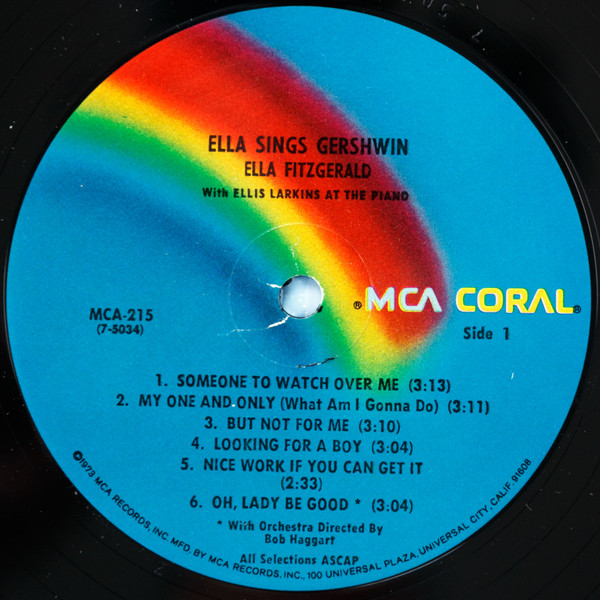 ELLA SINGS GERSHWIN
ELLA FITZGERALD
With ELLIS LARKINS AT THE PIANO
® MCA CORAL®
MCA-215
(7-5034)
Side 1
1. SOMEONE TO WATCH OVER ME (3:13)
2. MY ONE AND ONLY (What Am I Gonna Do) (3:11)
3. BUT NOT FOR ME (3:10)
4. LOOKING FOR A BOY (3:04)
5. NICE WORK IF YOU CAN GET IT
(2:33)
6. OH, LADY BE GOOD * (3:04)
* With Orchestra Directed By
Bob Haggart
All Selections ASCAP
©1973 MCA RECORDS, INC. MFD. BY MCA RECORDS, INC., 100 UNIVERSAL PLAZA, UNIVERSAL CITY, CALIF. 91608